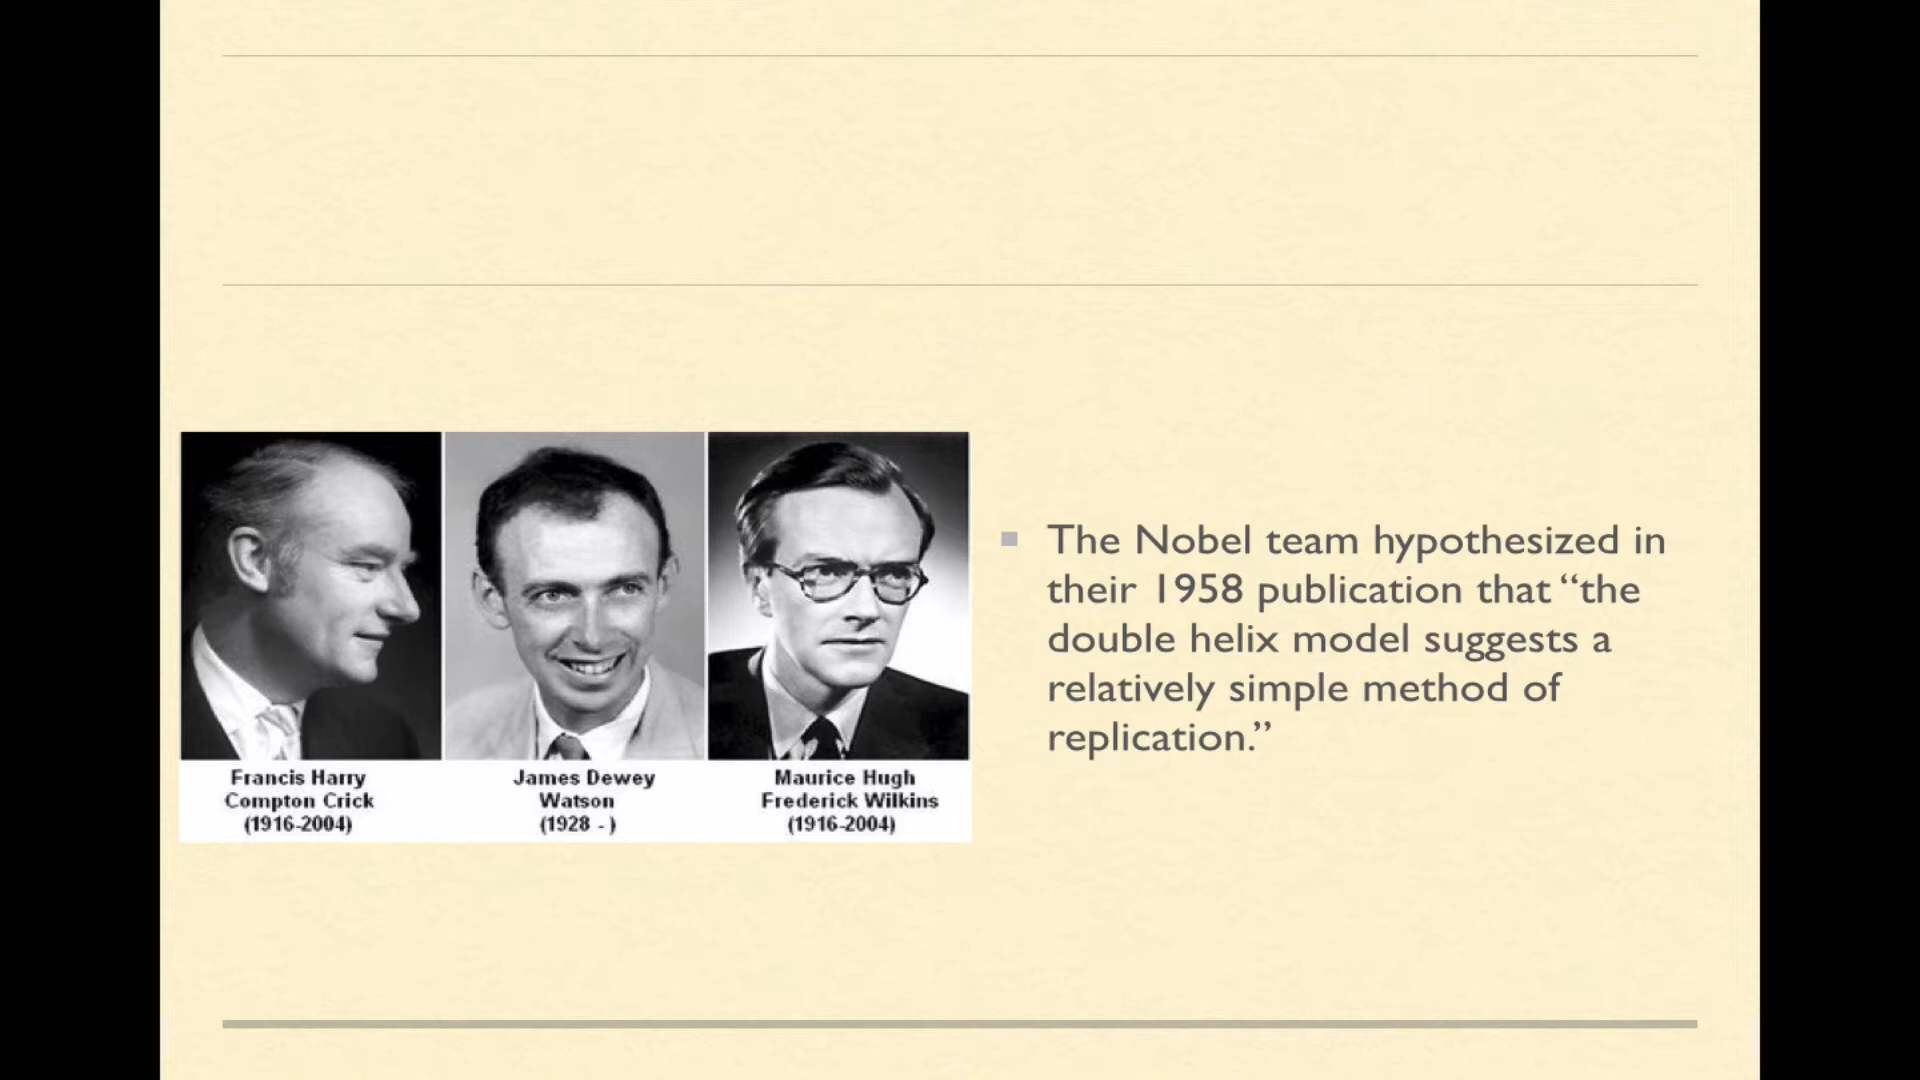 Francis Harry
Compton Crick
(1916-2004)
James Dewey
Watson
(1928 - )
Maurice Hugh
Frederick Wilkins
(1916-2004)
The Nobel team hypothesized in
their 1958 publication that “the
double helix model suggests a
relatively simple method of
replication.”